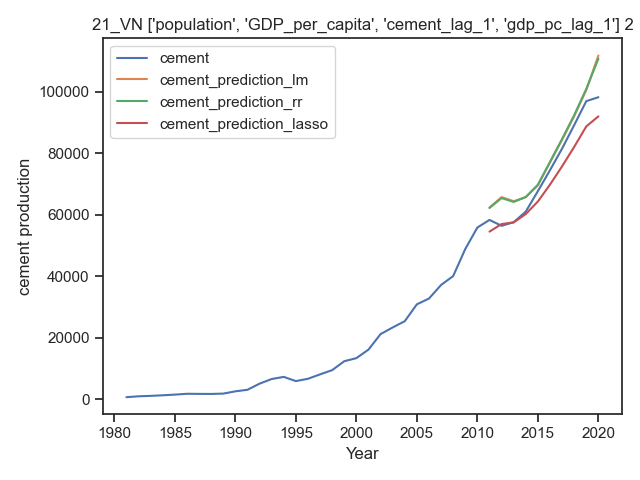 21_VN ['population', 'GDP_per_capita', 'cement_lag_1', 'gdp_pc_lag_1'] 2
cement
cement_prediction_lm
cement_prediction_rr
cement_prediction_lasso
cement production
100000
80000
60000
40000
20000
0
1980 1985 1990 1995 2000 2005 2010 2015 2020
Year